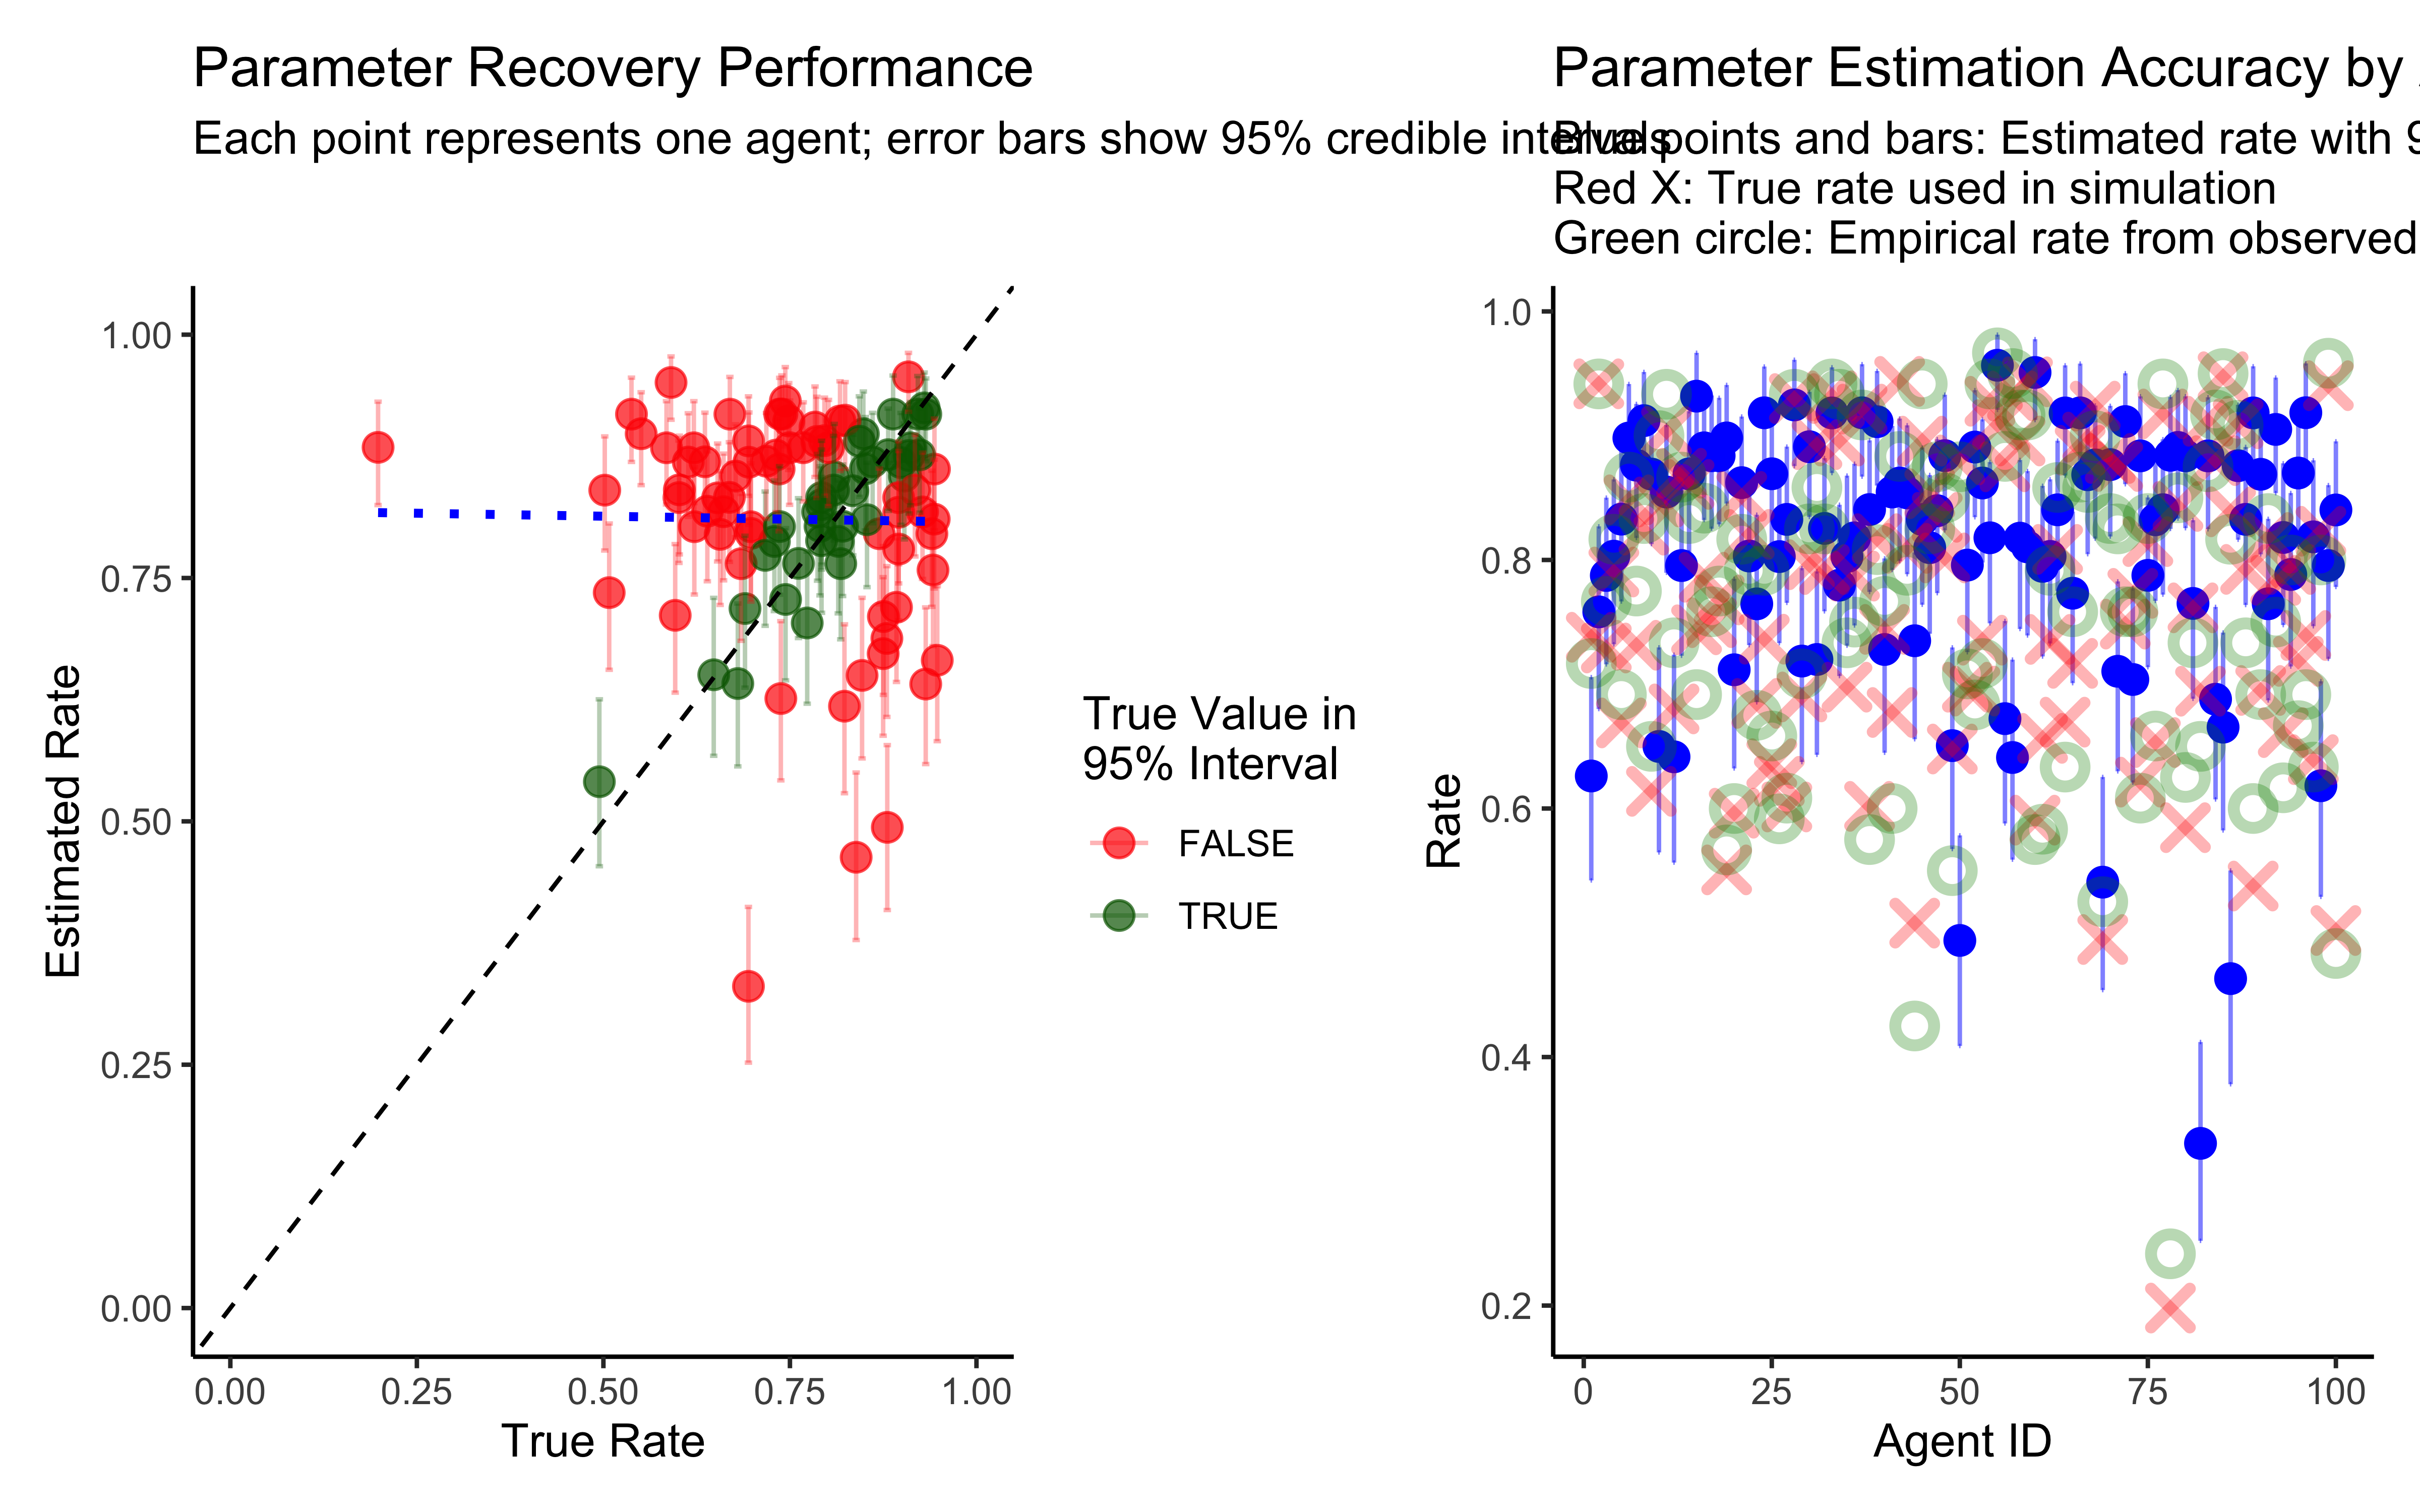 Parameter Recovery Performance
Each point represents one agent; error bars show 95% credible intervals
1.00
0.75
0.50
0.25
0.00
Estimated Rate
0.00 0.25 0.50 0.75 1.00
True Rate
True Value in
95% Interval
FALSE
TRUE
Parameter Estimation Accuracy by
Blue points and bars: Estimated rate with
Red X: True rate used in simulation
Green circle: Empirical rate from observed
1.0
0.8
0.6
0.4
0.2
Rate
0 25 50 75 100
Agent ID